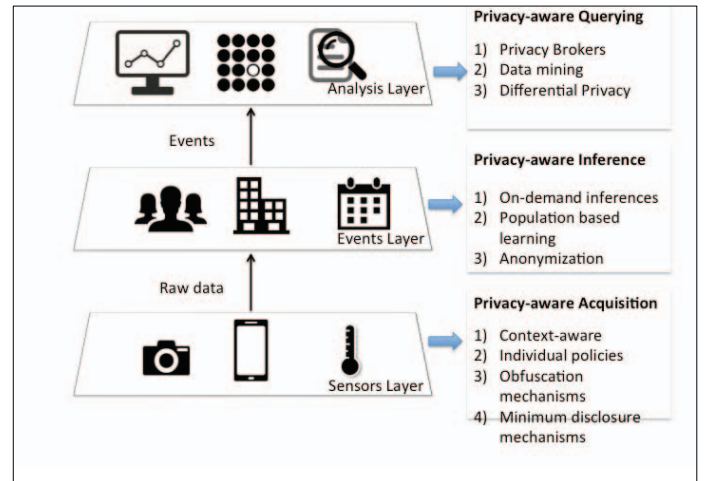 Privacy-aware Querying
1) Privacy Brokers
2) Data mining
3) Differential Privacy
Analysis Layer
Events
Privacy-aware Inference
1) On-demand inferences
2) Population based
learning
3) Anonymization
Events Layer
Raw data
Privacy-aware Acquisition
1) Context-aware
2) Individual policies
3) Obfuscation
mechanisms
4) Minimum disclosure
mechanisms
Sensors Layer